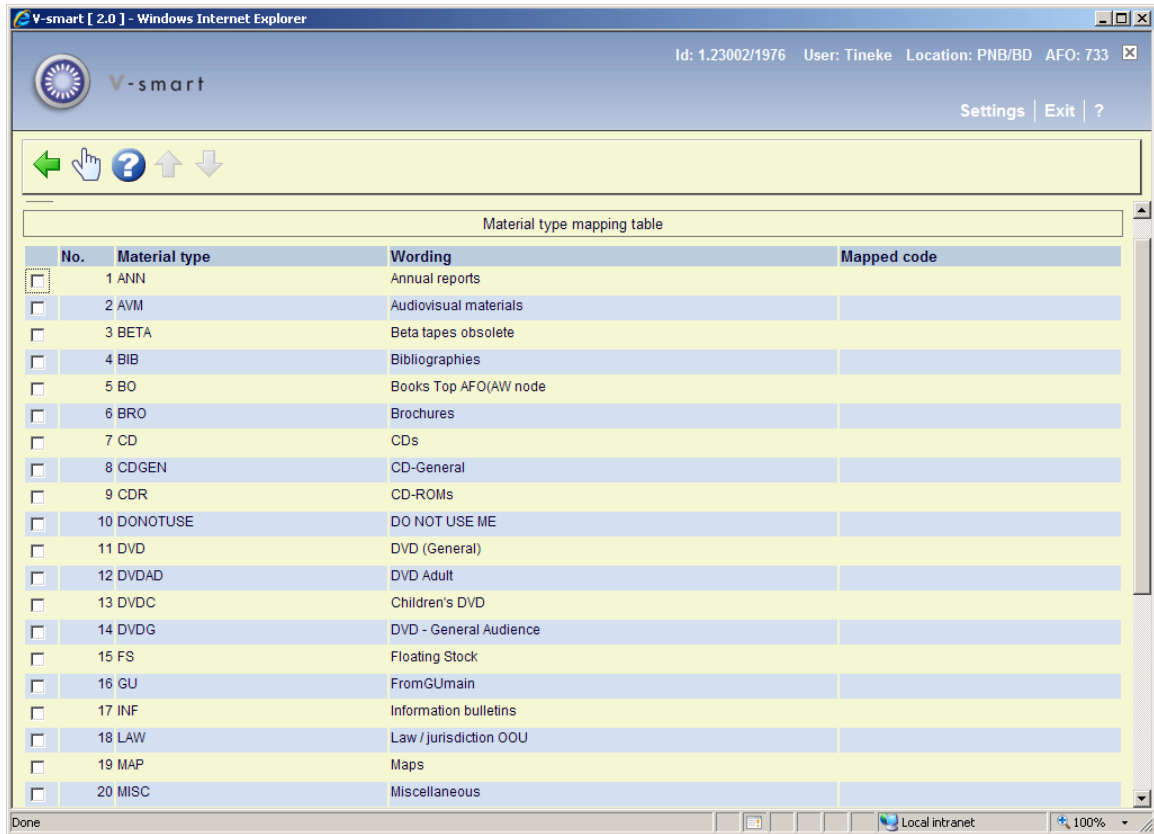 V-smart [ 2.0 ] - Windows Internet Explorer
Id: 1.23002/1976 User: Tineke Location: PNB/BD AFO: 733
V-smart
Settings | Exit | ?
Material type mapping table
No. Material type Wording Mapped code
1 ANN Annual reports
2 AVM Audiovisual materials
3 BETA Beta tapes obsolete
4 BIB Bibliographies
5 BO Books Top AFO(AW node
6 BRO Brochures
7 CD CDs
8 CDGEN CD-General
9 CDR CD-ROMs
10 DONOTUSE DO NOT USE ME
11 DVD DVD (General)
12 DVDAD DVD Adult
13 DVDC Children's DVD
14 DVDG DVD - General Audience
15 FS Floating Stock
16 GU FromGUmain
17 INF Information bulletins
18 LAW Law / jurisdiction OOU
19 MAP Maps
20 MISC Miscellaneous
Done Local intranet 100%